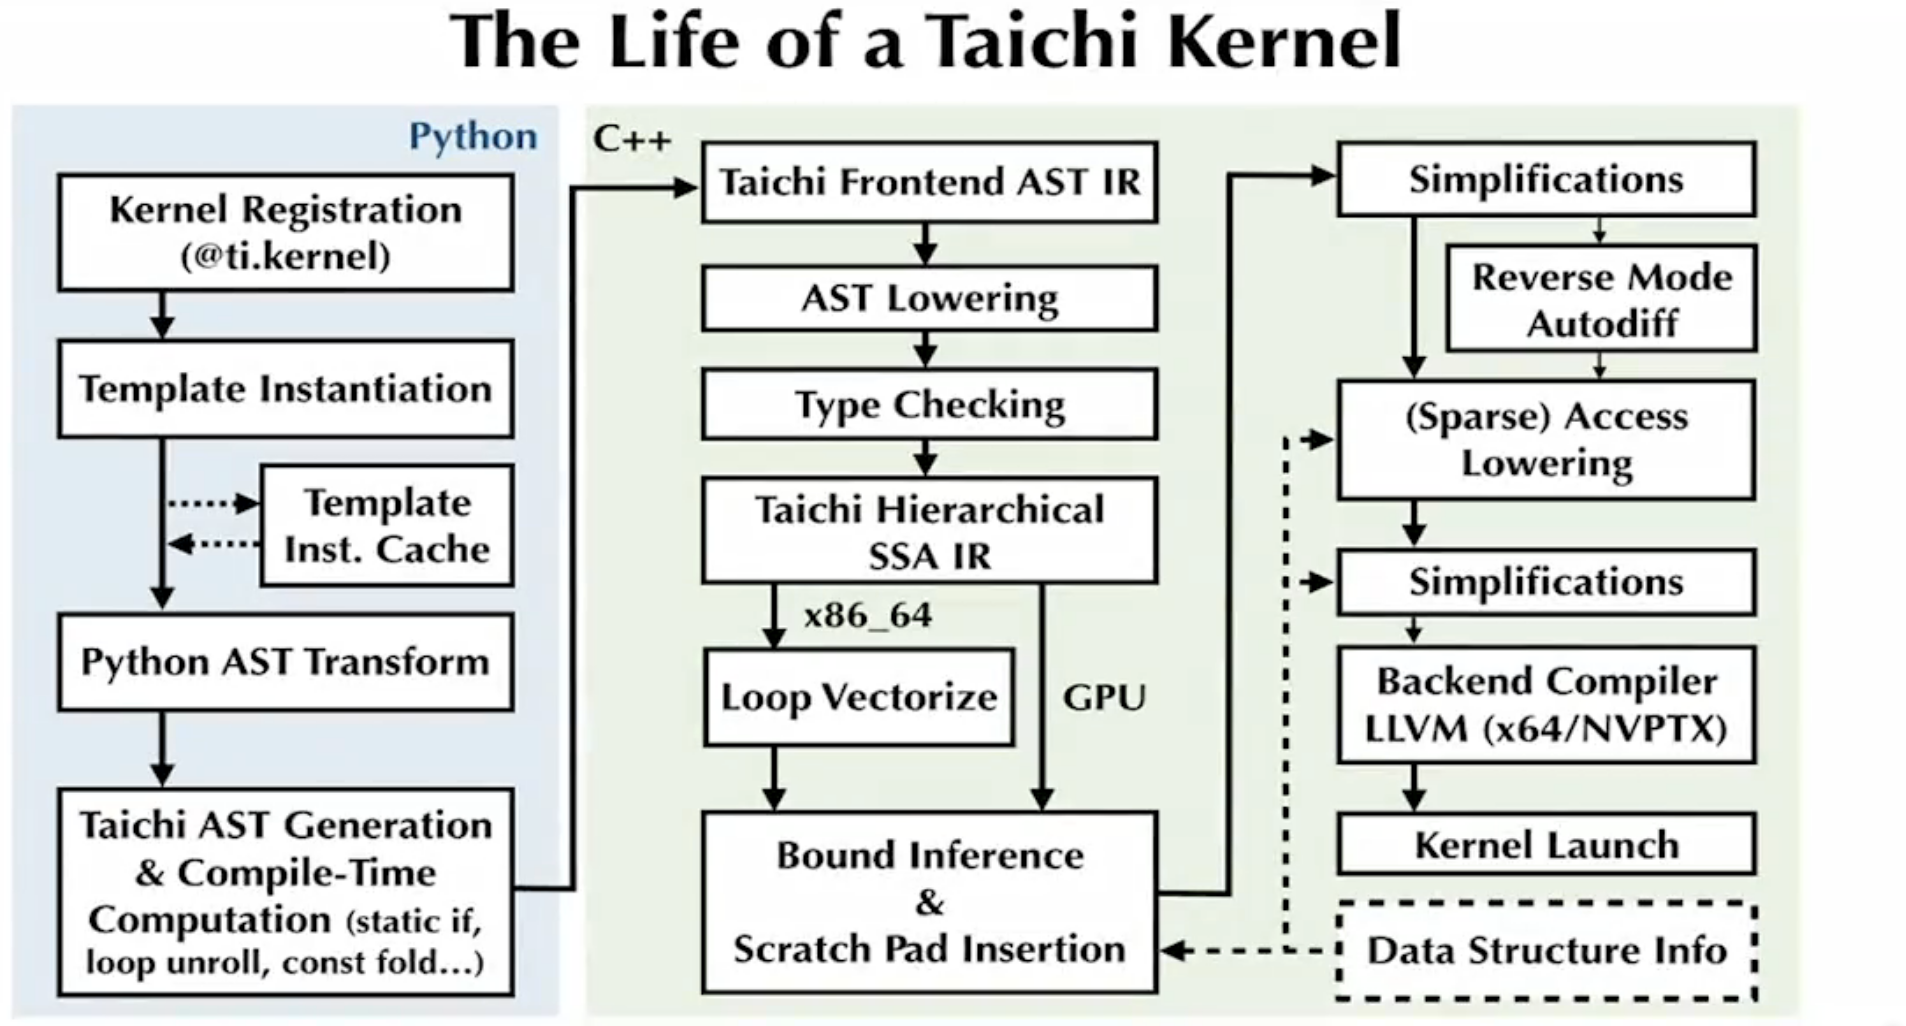 The Life of a Taichi Kernel
Python
Kernel Registration
(@ti.kernel)
Template Instantiation
Template
Inst. Cache
Python AST Transform
Taichi AST Generation
& Compile-Time
Computation (static if,
loop unroll, const fold...)
C++
Taichi Frontend AST IR
AST Lowering
Type Checking
Taichi Hierarchical
SSA IR
x86_64
Loop Vectorize
GPU
Bound Inference
&
Scratch Pad Insertion
Simplifications
Reverse Mode
Autodiff
(Sparse) Access
Lowering
Simplifications
Backend Compiler
LLVM (x64/NVPTX)
Kernel Launch
Data Structure Info